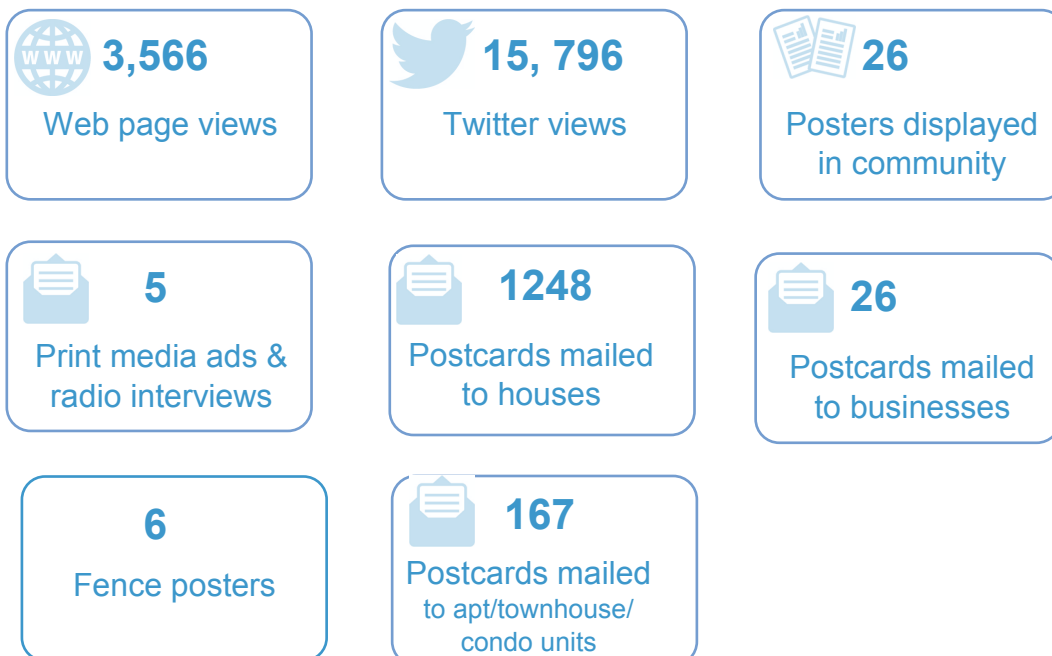 WWW
3,566
Web page views
15, 796
Twitter views
26
Posters displayed
in community
5
Print media ads &
radio interviews
1248
Postcards mailed
to houses
26
Postcards mailed
to businesses
6
Fence posters
167
Postcards mailed
to apt/townhouse/
condo units